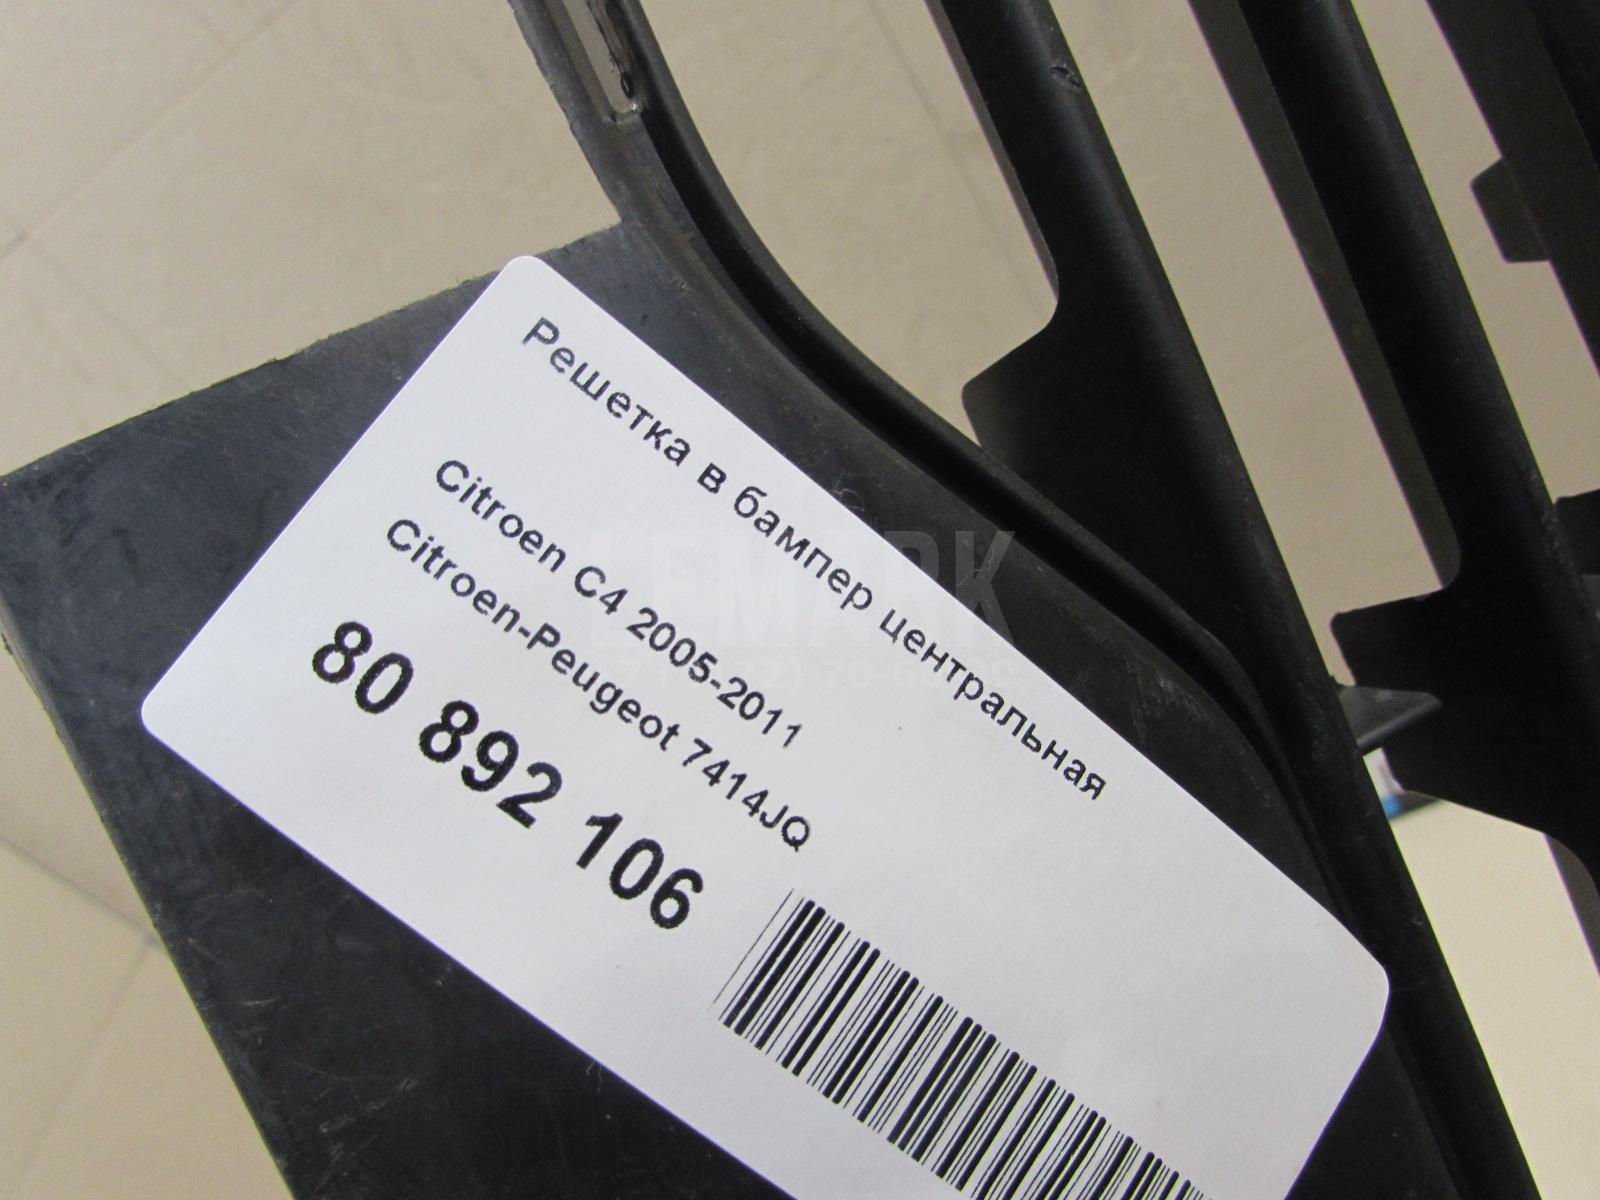 Решетка в бампер центральная
Citroen C4 2005-2011
Citroen-Peugeot 7414JQ
80 892 106